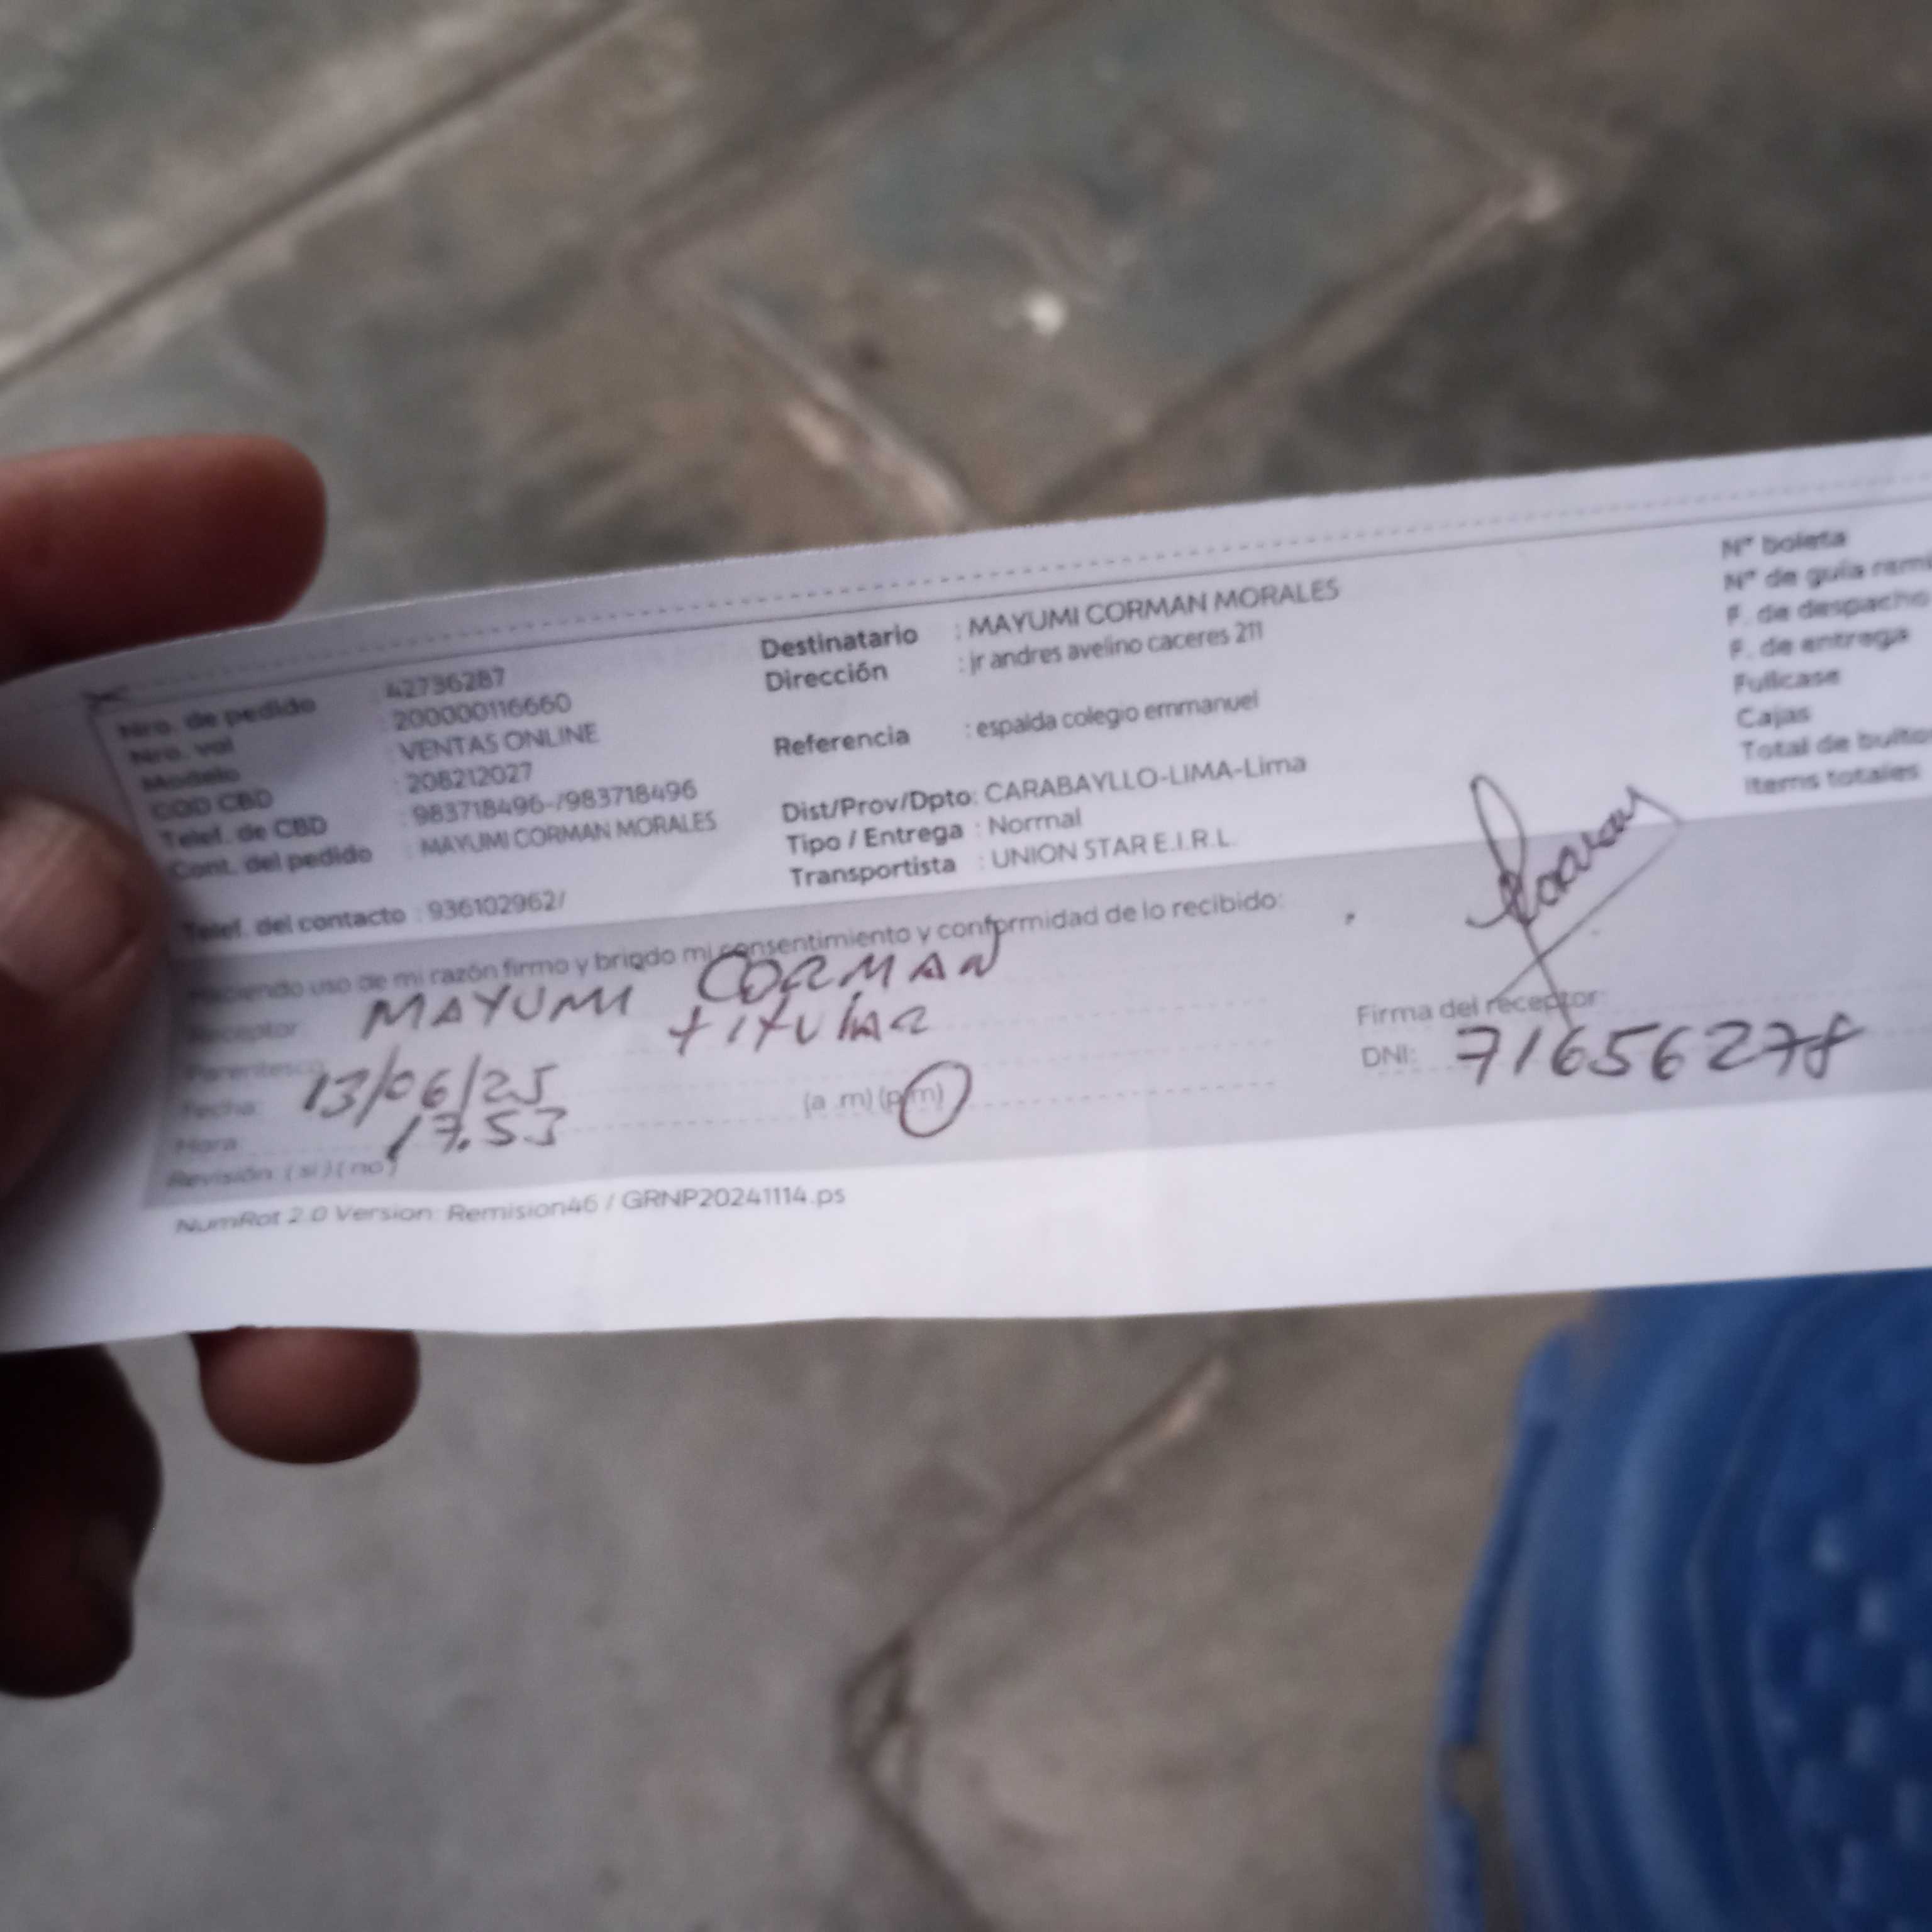 Nro. de pedido : 42736287
Nro. val : 200000116660
Modelo : VENTAS ONLINE
COD CBD : 208212027
Telef. de CBD : 983718496-/983718496
Cont. del pedido : MAYUMI CORMAN MORALES
Telef. del contacto : 936102962/
Destinatario : MAYUMI CORMAN MORALES
Dirección : jr andres avelino caceres 211
Referencia : espalda colegio emmanuel
Dist/Prov/Dpto: CARABAYLLO-LIMA-Lima
Tipo / Entrega : Normal
Transportista : UNION STAR E.I.R.L.
N° boleta
N° de guía
F. de despacho
F. de entrega
Fullcase
Cajas
Total de bultos
Items totales
Haciendo uso de mi razón firmo y brindo mi consentimiento y conformidad de lo recibido:
Receptor MAYUMI CORMAN
Parentesco titular
Fecha: 13/06/25
Hora 17.53 (a .m) (p.m)
Revisión: (si) (no)
Firma del receptor:
DNI: 71656278
NumRot 2.0 Version: Remision46 / GRNP20241114.ps